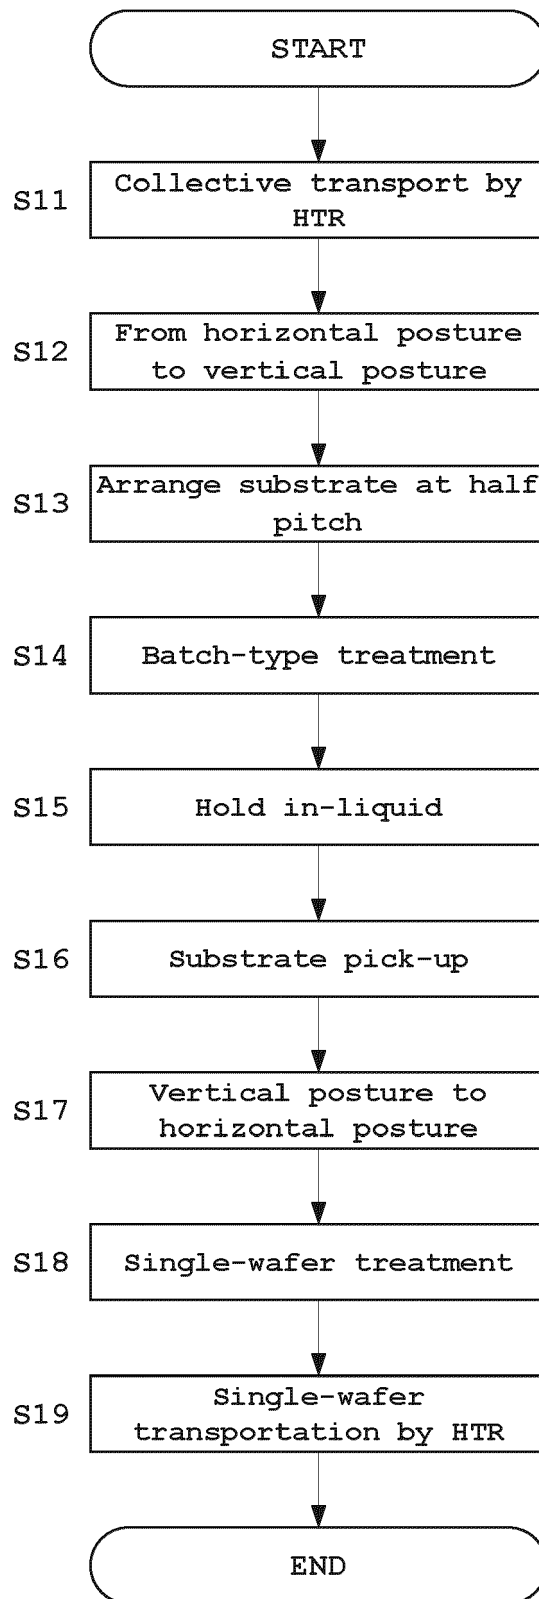 START
S11
Collective transport by
HTR
S12
From horizontal posture
to vertical posture
S13
Arrange substrate at half
pitch
S14
Batch-type treatment
S15
Hold in-liquid
S16
Substrate pick-up
S17
Vertical posture to
horizontal posture
S18
Single-wafer treatment
S19
Single-wafer
transportation by HTR
END